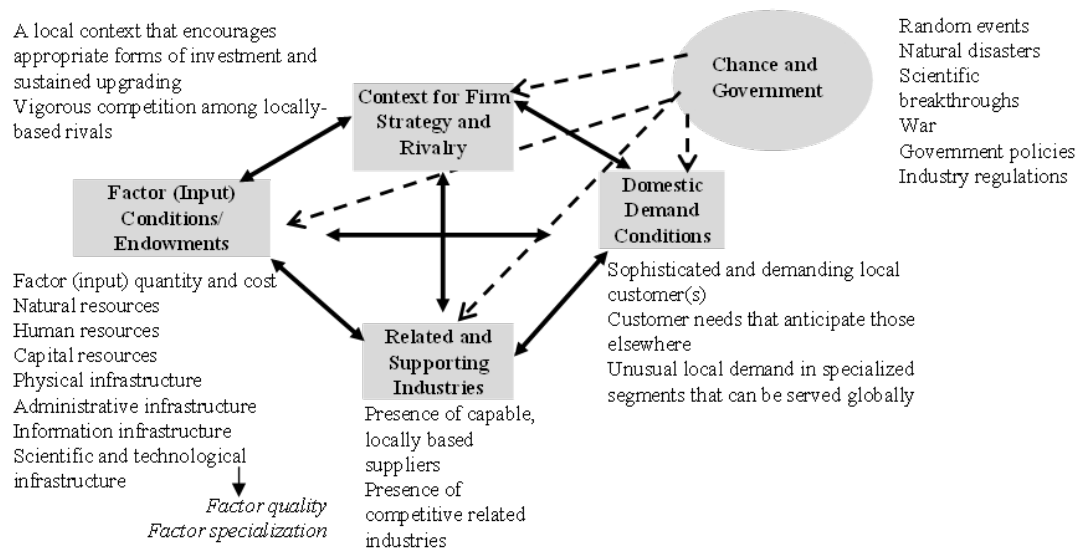 A local context that encourages
appropriate forms of investment and
sustained upgrading
Vigorous competition among locally-
based rivals
Context for Firm
Strategy and
Rivalry
Chance and
Government
Random events
Natural disasters
Scientific
breakthroughs
War
Government policies
Industry regulations
Factor (Input)
Conditions/
Endowments
Domestic
Demand
Conditions
Factor (input) quantity and cost
Natural resources
Human resources
Capital resources
Physical infrastructure
Administrative infrastructure
Information infrastructure
Scientific and technological
infrastructure
Factor quality
Factor specialization
Related and
Supporting
Industries
Presence of capable,
locally based
suppliers
Presence of
competitive related
industries
Sophisticated and demanding local
customer(s)
Customer needs that anticipate those
elsewhere
Unusual local demand in specialized
segments that can be served globally